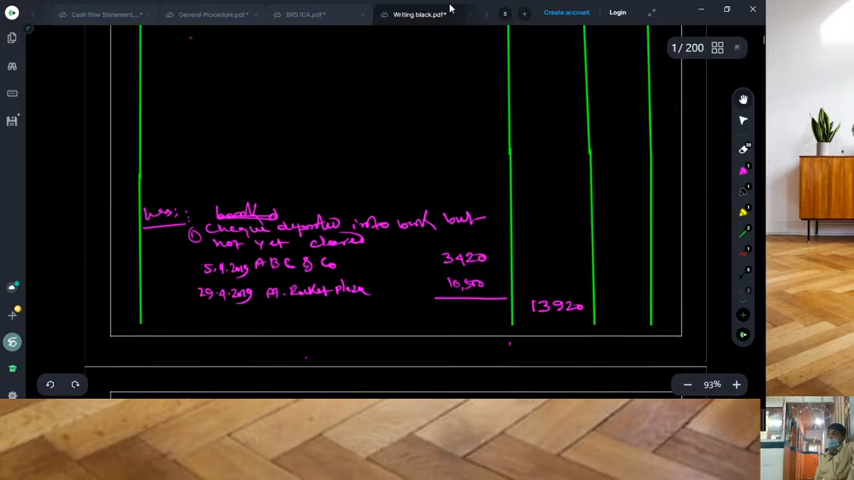 Cash flow Statement....*
General Procedure.pdf*
BRS ICA.pdf*
Writing black.pdf*
5
Create account
Login
1 / 200
20
Less:
① Cheque deposited into bank but
not yet cleared
5.4.2019 ABC & Co 3420
29.4.2019 M. Rocket plaza 10,500
13920
93%